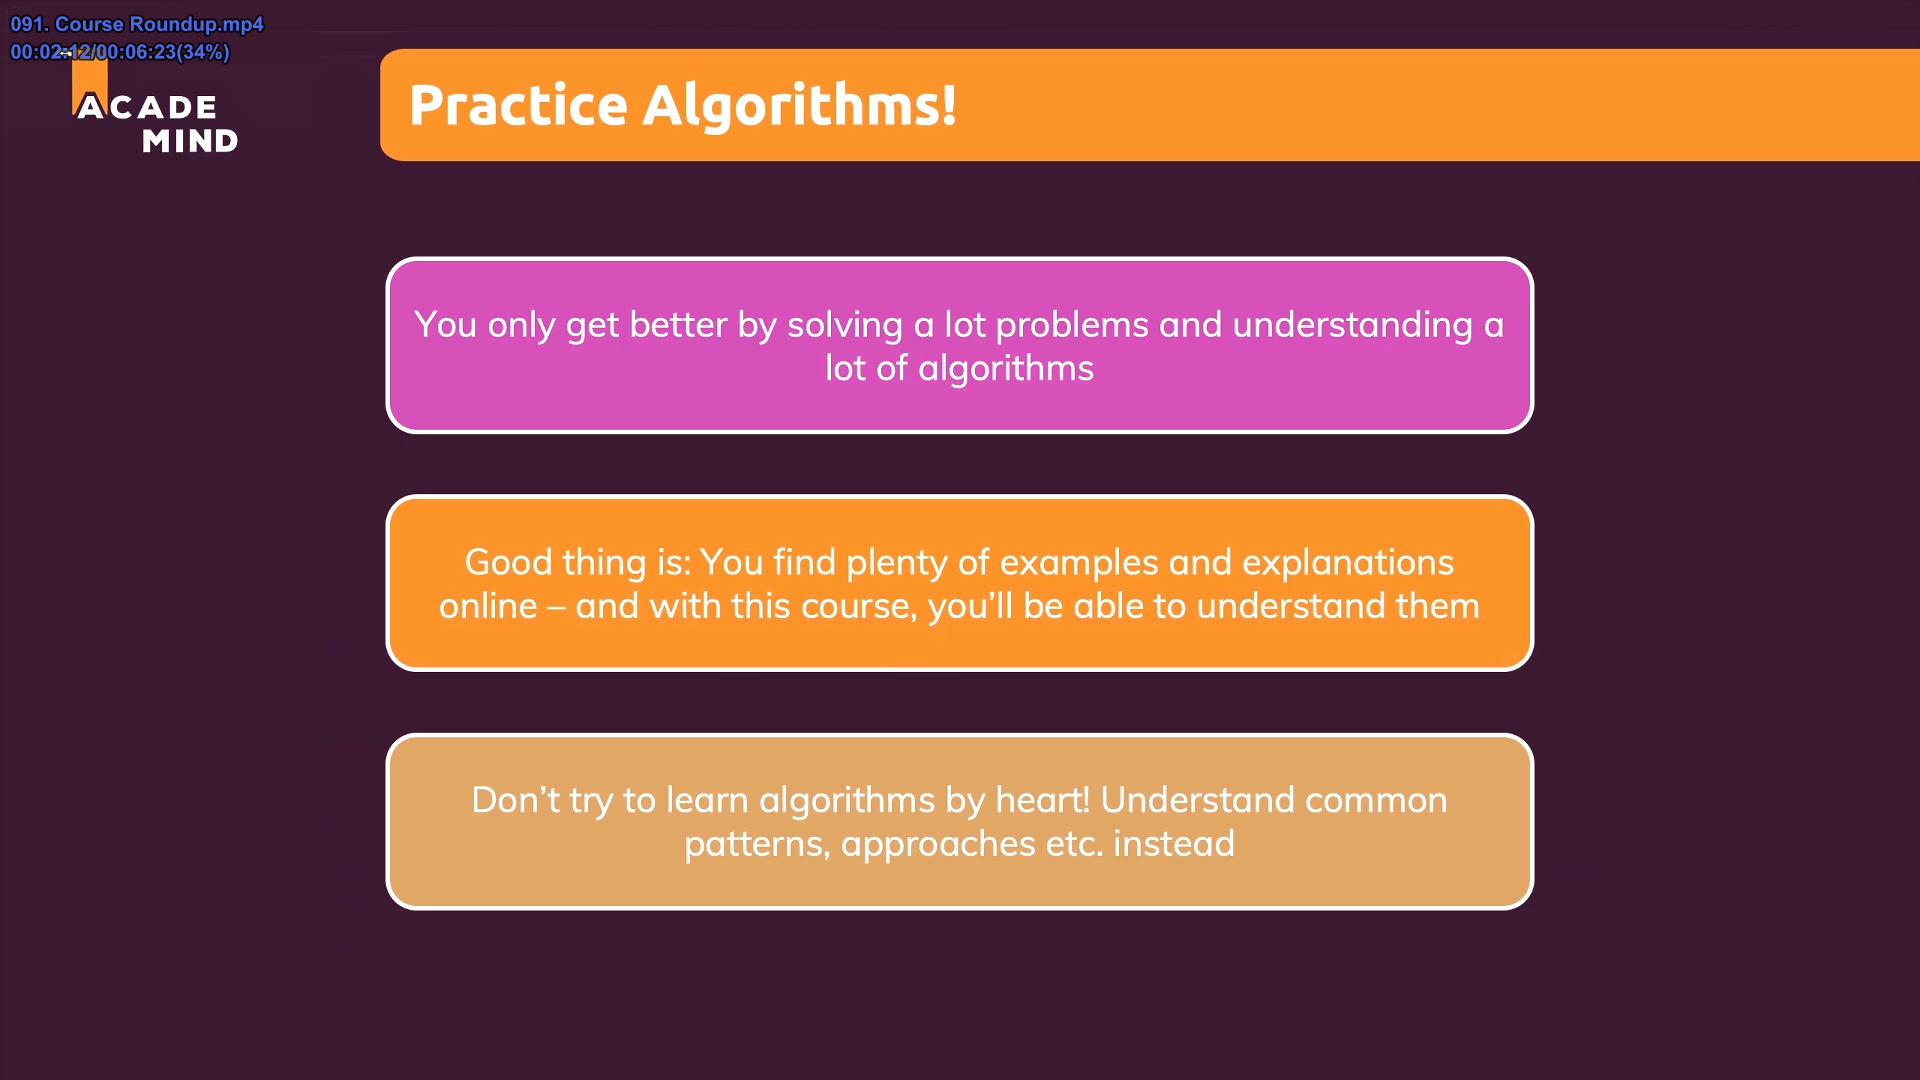 091. Course Roundup.mp4
00:02:12/00:06:23(34%)
ACADE
MIND
Practice Algorithms!
You only get better by solving a lot problems and understanding a
lot of algorithms
Good thing is: You find plenty of examples and explanations
online – and with this course, you’ll be able to understand them
Don’t try to learn algorithms by heart! Understand common
patterns, approaches etc. instead